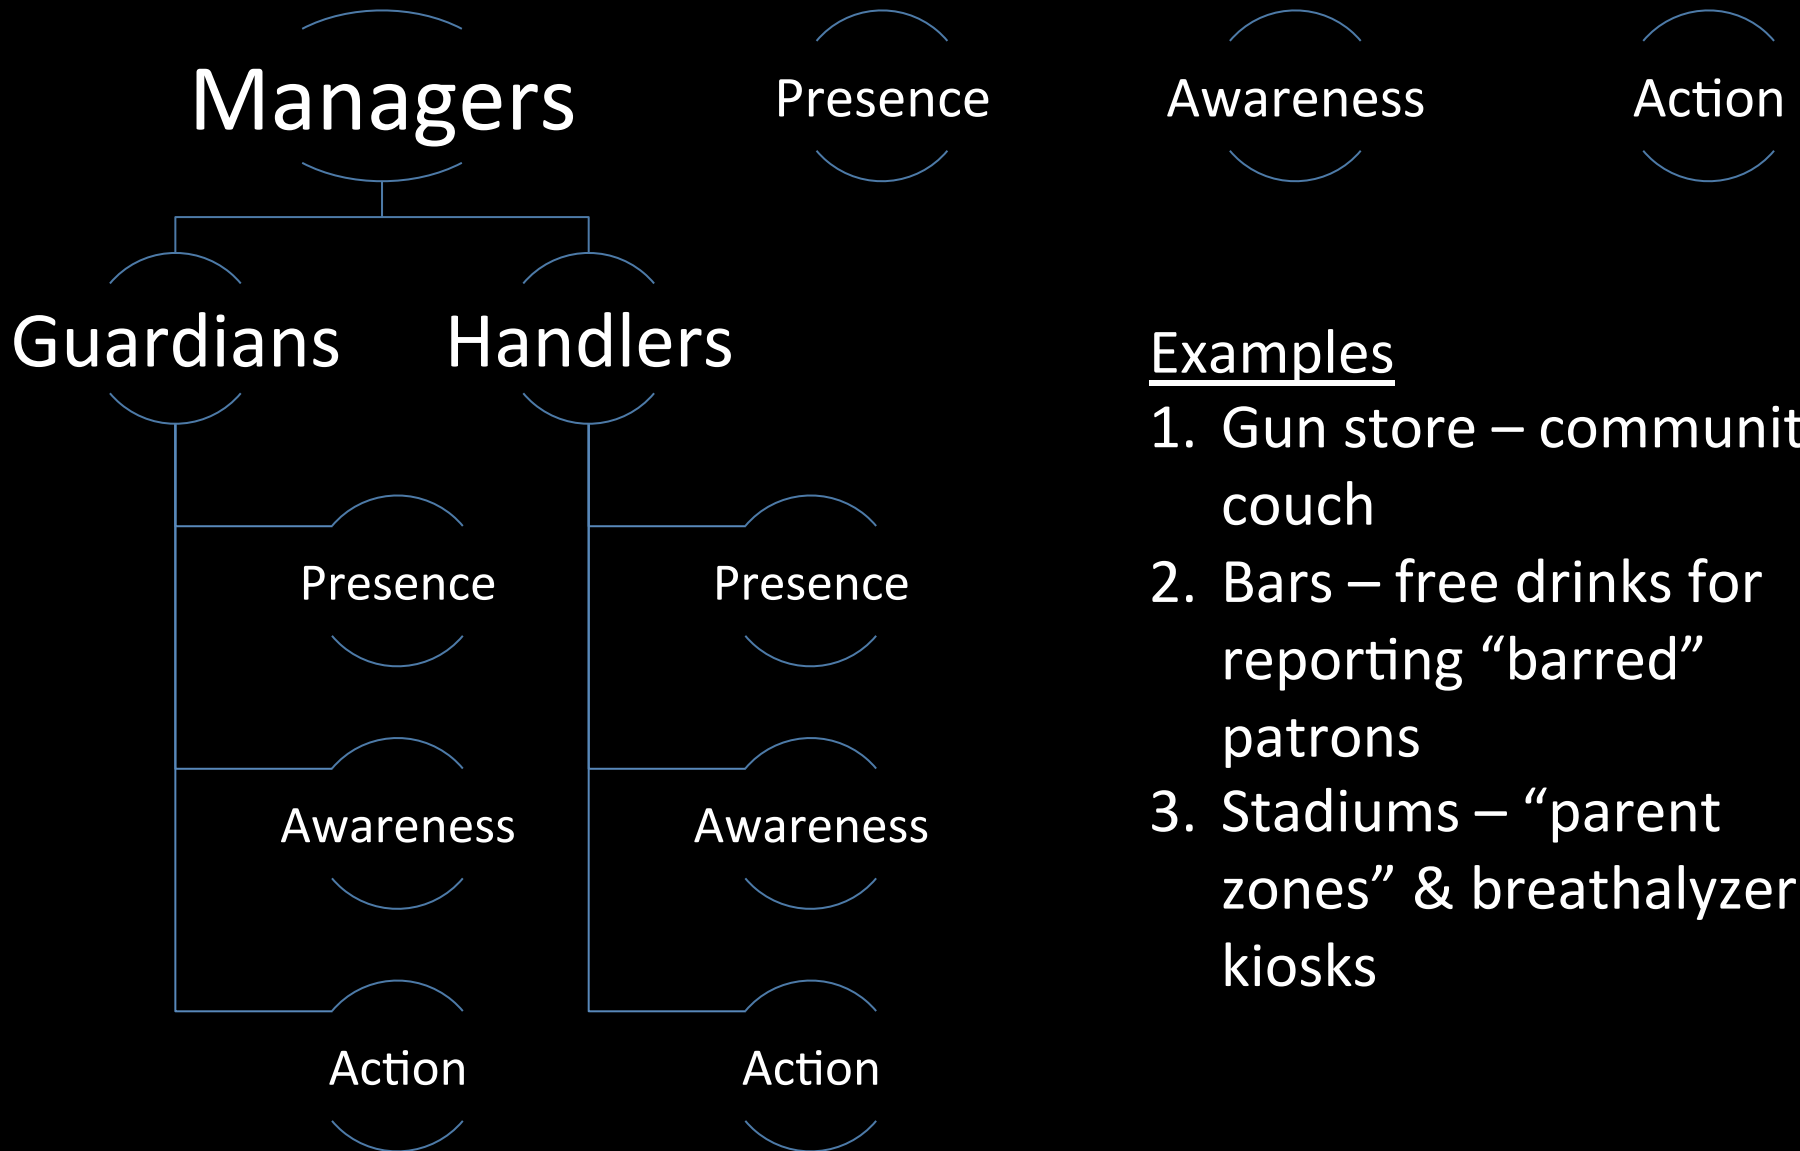 Managers
Presence
Awareness
Action
Guardians
Handlers
Presence
Presence
Awareness
Awareness
Action
Action
Examples
1. Gun store – communit
couch
2. Bars – free drinks for
reporting “barred”
patrons
3. Stadiums – “parent
zones” & breathalyzer
kiosks